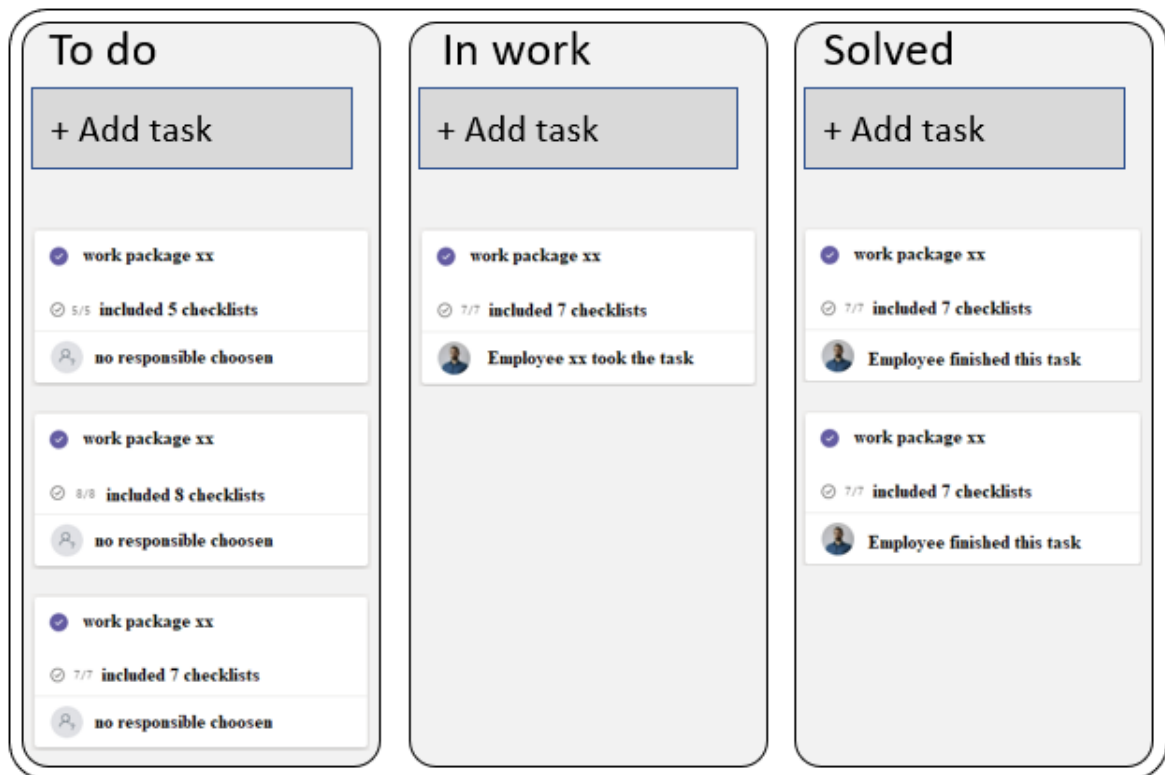 To do
+ Add task
work package xx
5/5 included 5 checklists
no responsible choosen
work package xx
8/8 included 8 checklists
no responsible choosen
work package xx
7/7 included 7 checklists
no responsible choosen
In work
+ Add task
work package xx
7/7 included 7 checklists
Employee xx took the task
Solved
+ Add task
work package xx
7/7 included 7 checklists
Employee finished this task
work package xx
7/7 included 7 checklists
Employee finished this task